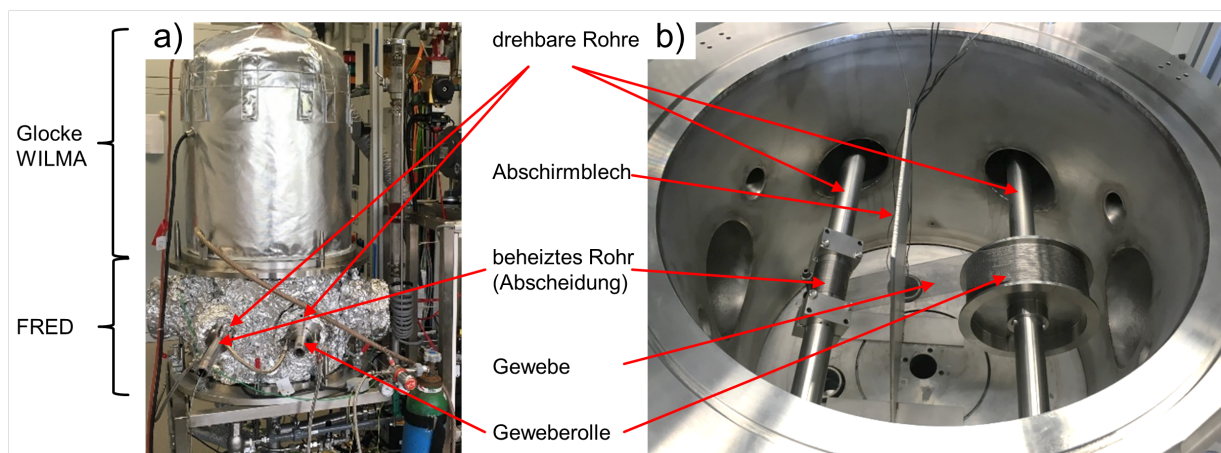 a)
drehbare Rohre
b)
Glocke
WILMA
Abschirmblech
beheiztes Rohr
(Abscheidung)
FRED
Gewebe
Geweberolle